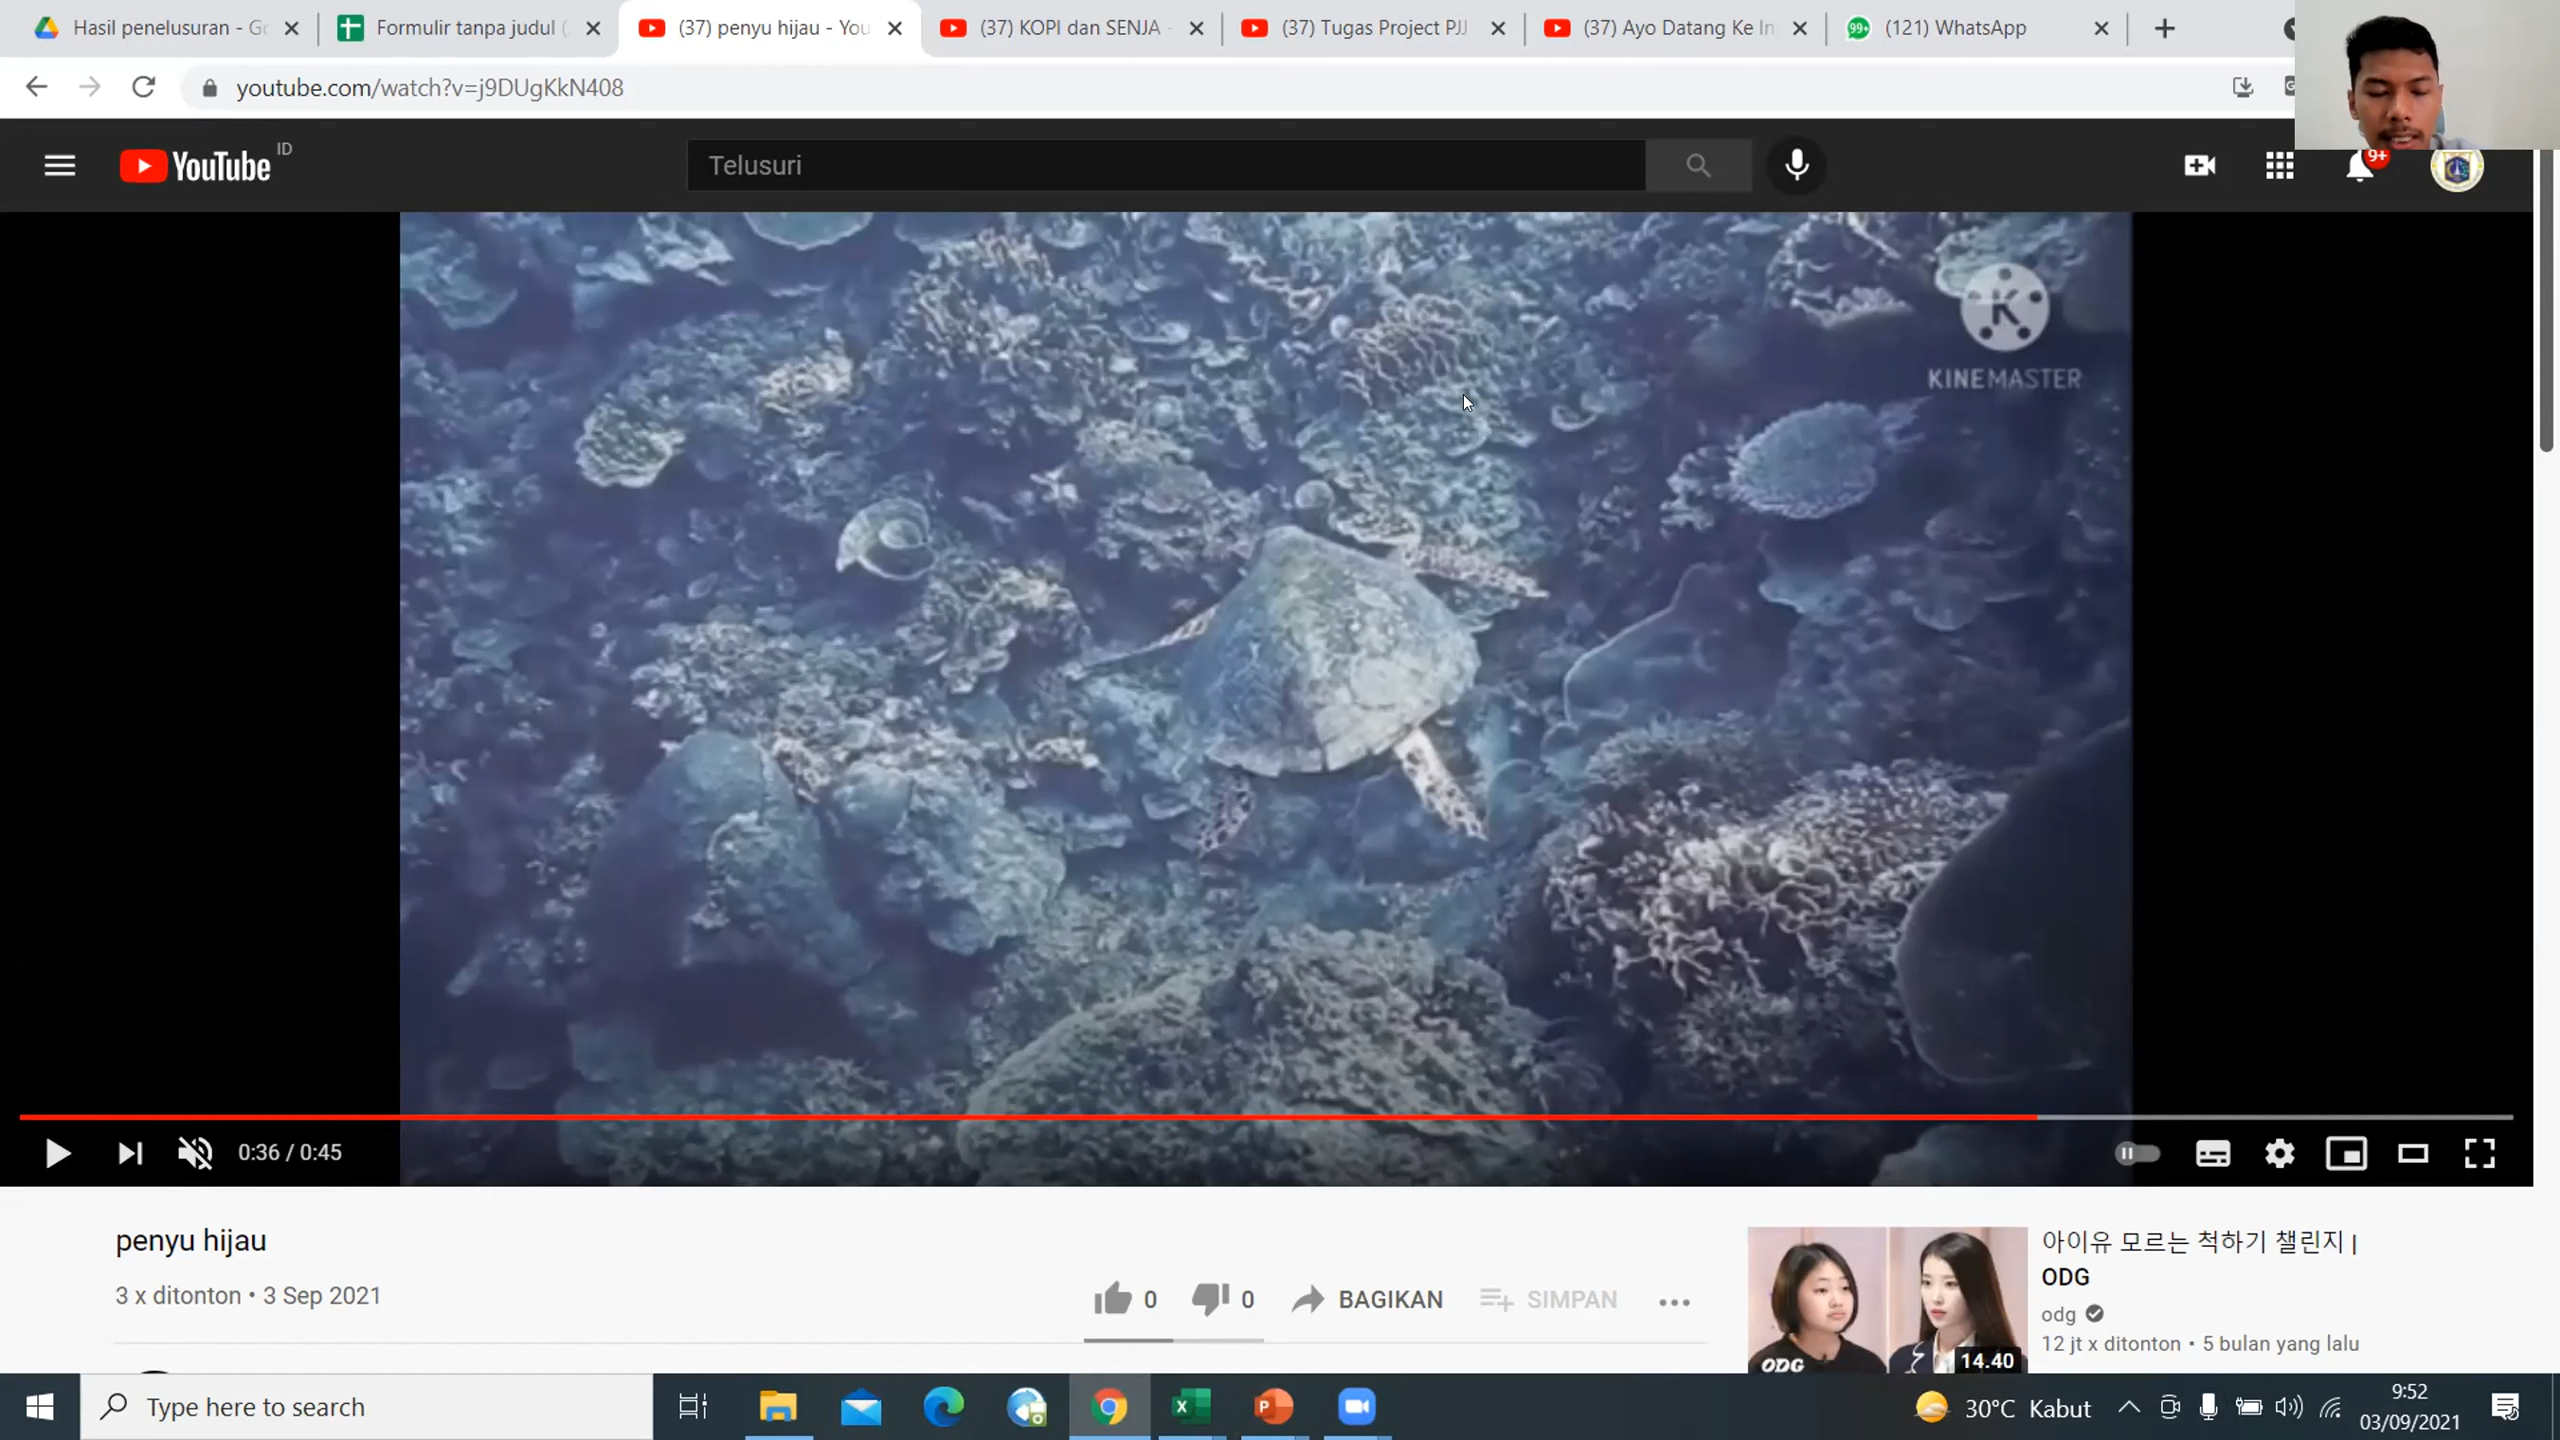 Hasil penelusuran - Go
Formulir tanpa judul (
(37) penyu hijau - You
(37) KOPI dan SENJA -
(37) Tugas Project PJJ
(37) Ayo Datang Ke In
99+
(121) WhatsApp
youtube.com/watch?v=j9DUgKkN408
YouTube
ID
Telusuri
9+
K
KINEMASTER
0:36 / 0:45
penyu hijau
3 x ditonton • 3 Sep 2021
0
0
BAGIKAN
SIMPAN
ODG
14.40
아이유 모르는 척하기 챌린지 |
ODG
odg
12 jt x ditonton • 5 bulan yang lalu
Type here to search
30°C Kabut
9:52
03/09/2021